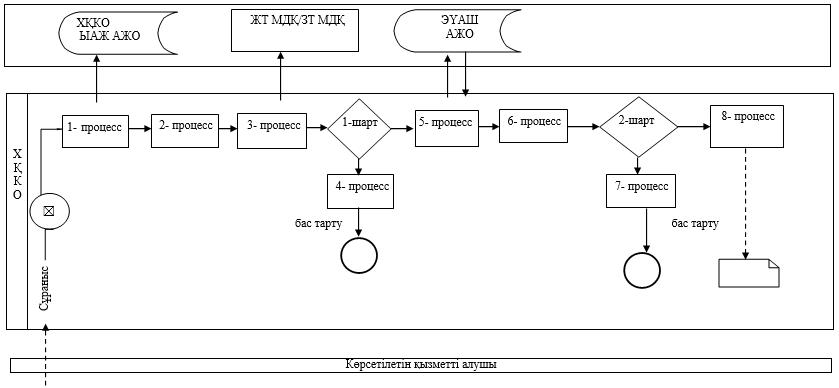 ХҚКО
ЫАЖ АЖО
ЖТ МДҚ/ЗТ МДҚ
ЭҮАШ
АЖО
Х
Қ
К
О
1- процесс
2- процесс
3- процесс
1-шарт
5- процесс
6- процесс
2-шарт
8- процесс
4- процесс
7- процесс
бас тарту
бас тарту
Сұраныс
Көрсетілетін қызметті алушы